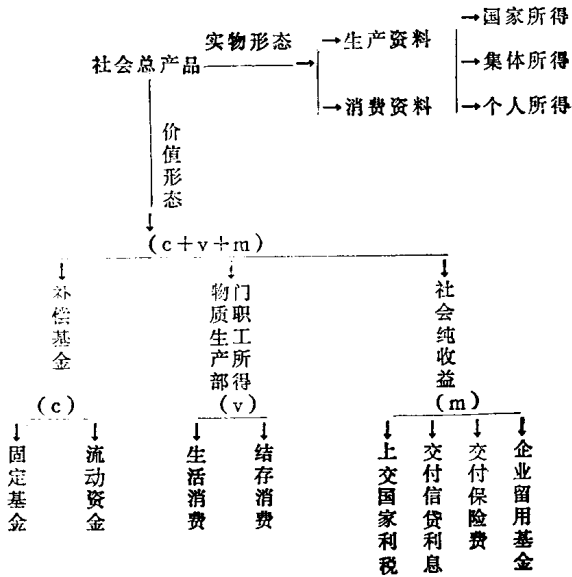 国家所得
实物形态
生产资料
社会总产品
集体所得
消费资料
个人所得
价值形态
(c+v+m)
补偿基金
物质生产部
门职工所得
社会纯收益
(c)
(v)
(m)
固定基金
流动资金
生活消费
结存消费
上交国家利税
交付信贷利息
交付保险费
企业留用基金